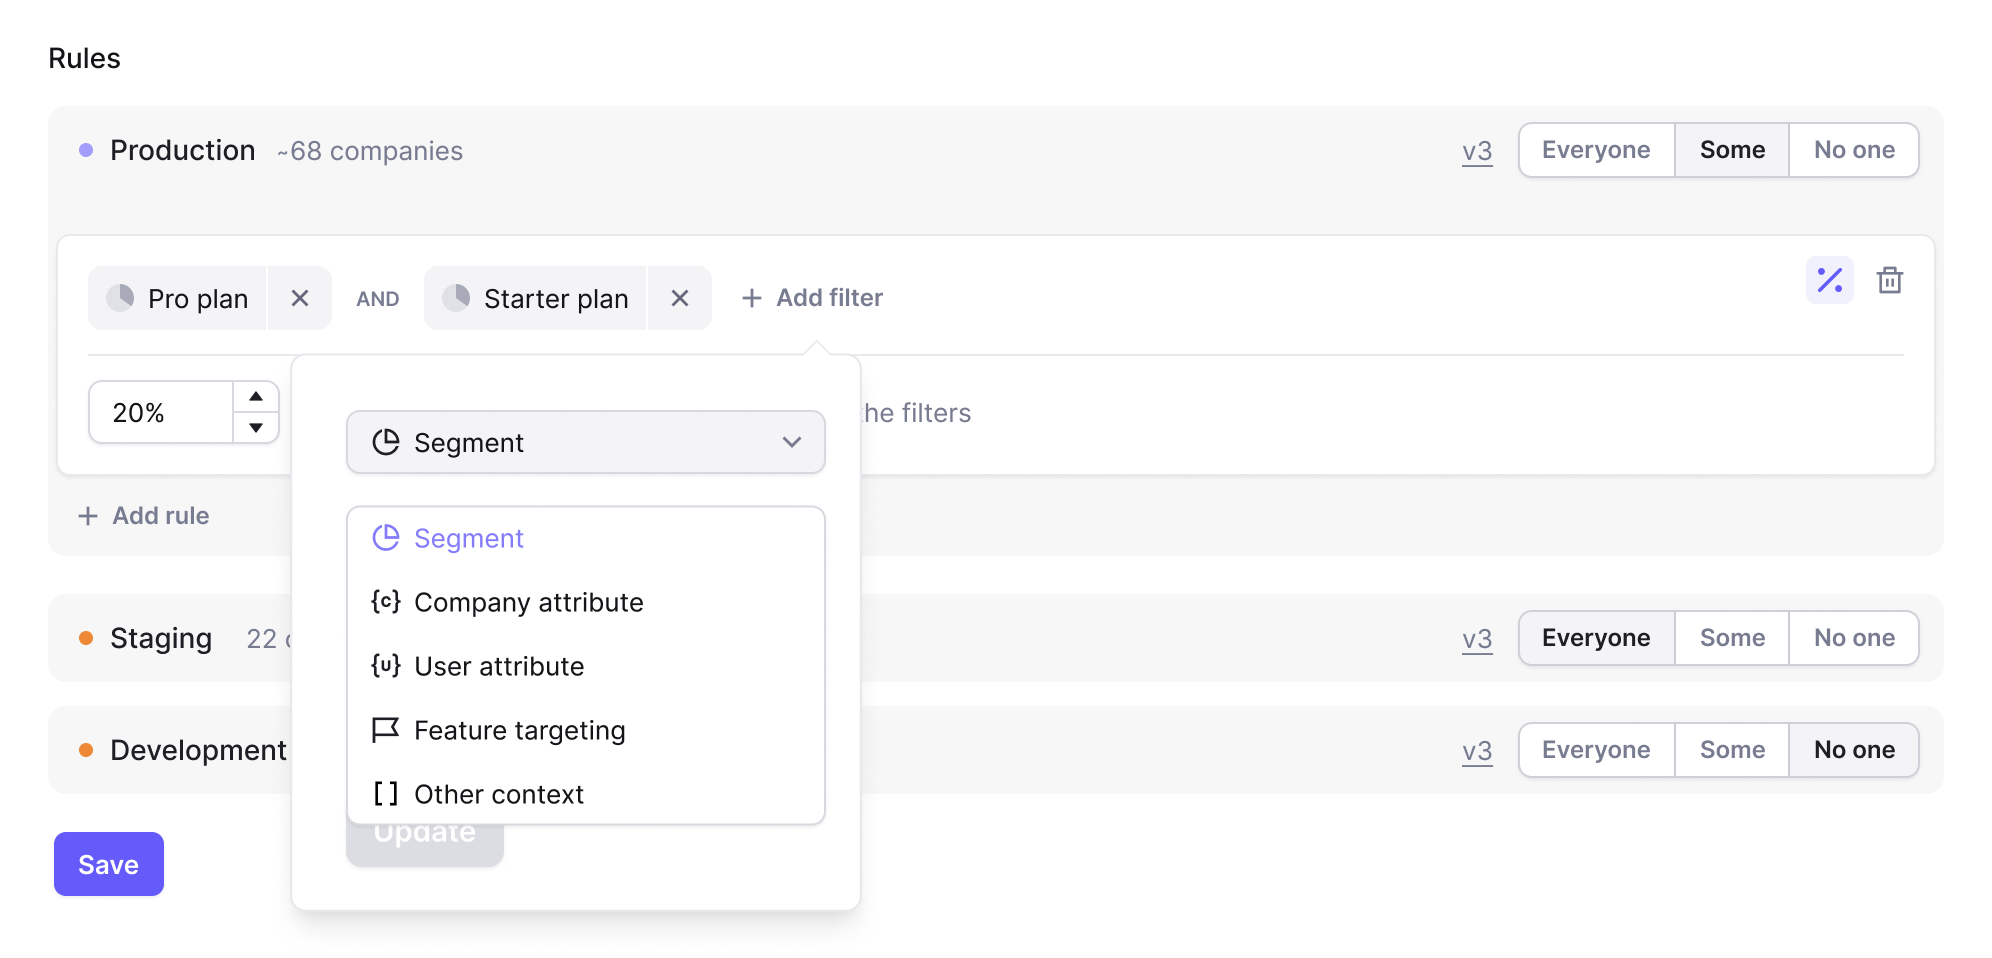 Rules
Production ~68 companies v3 Everyone Some No one
Pro plan AND Starter plan + Add filter
20% the filters
Segment
+ Add rule
Segment
{c} Company attribute
Staging 22 v3 Everyone Some No one
{u} User attribute
Feature targeting
Development v3 Everyone Some No one
[ ] Other context
Update
Save